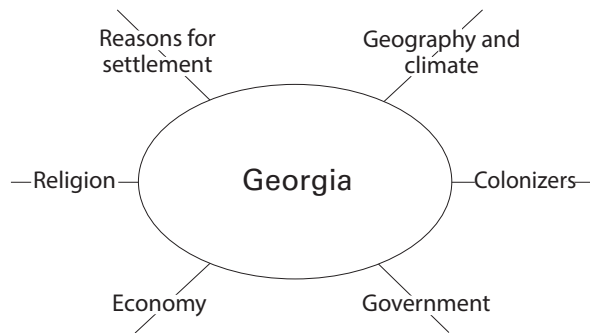 Reasons for
settlement
Geography and
climate
Religion
Georgia
Colonizers
Economy
Government